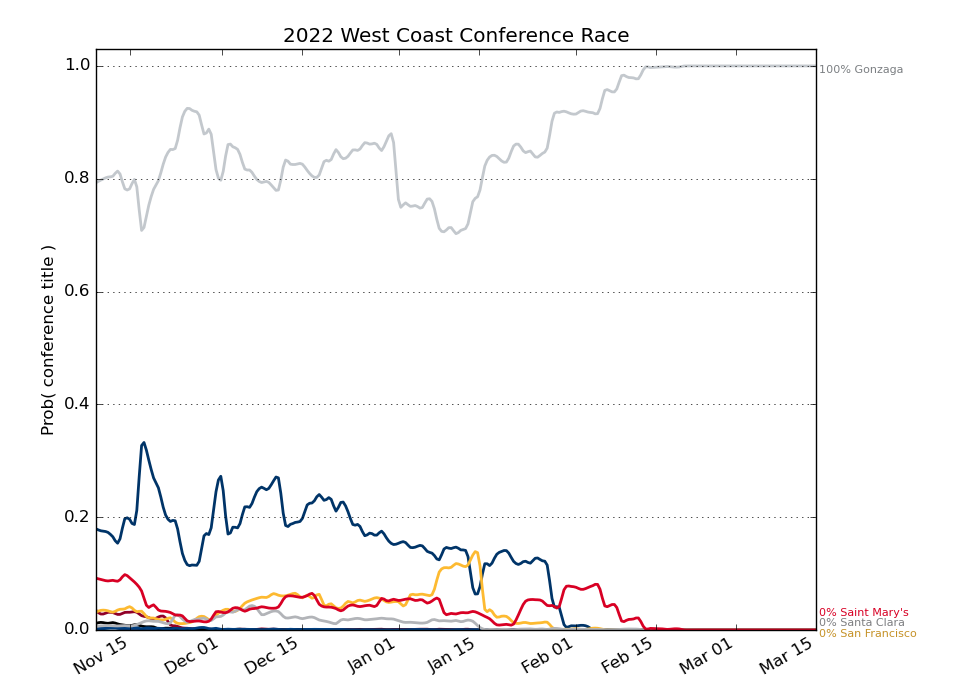 2022 West Coast Conference Race
Prob( conference title )
1.0
0.8
0.6
0.4
0.2
0.0
Nov 15
Dec 01
Dec 15
Jan 01
Jan 15
Feb 01
Feb 15
Mar 01
Mar 15
100% Gonzaga
0% Saint Mary's
0% Santa Clara
0% San Francisco